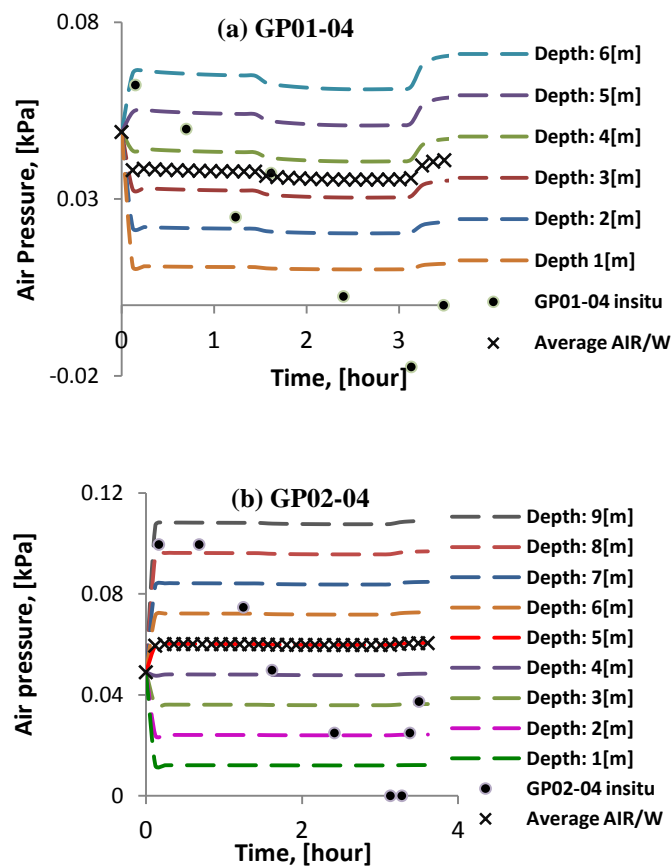 (a) GP01-04
0.08
0.03
-0.02
Air Pressure, [kPa]
0 1 2 3
Time, [hour]
Depth: 6[m]
Depth: 5[m]
Depth: 4[m]
Depth: 3[m]
Depth: 2[m]
Depth 1[m]
GP01-04 insitu
Average AIR/W
(b) GP02-04
0.12
0.08
0.04
0
Air pressure, [kPa]
0 2 4
Time, [hour]
Depth: 9[m]
Depth: 8[m]
Depth: 7[m]
Depth: 6[m]
Depth: 5[m]
Depth: 4[m]
Depth: 3[m]
Depth: 2[m]
Depth: 1[m]
GP02-04 insitu
Average AIR/W